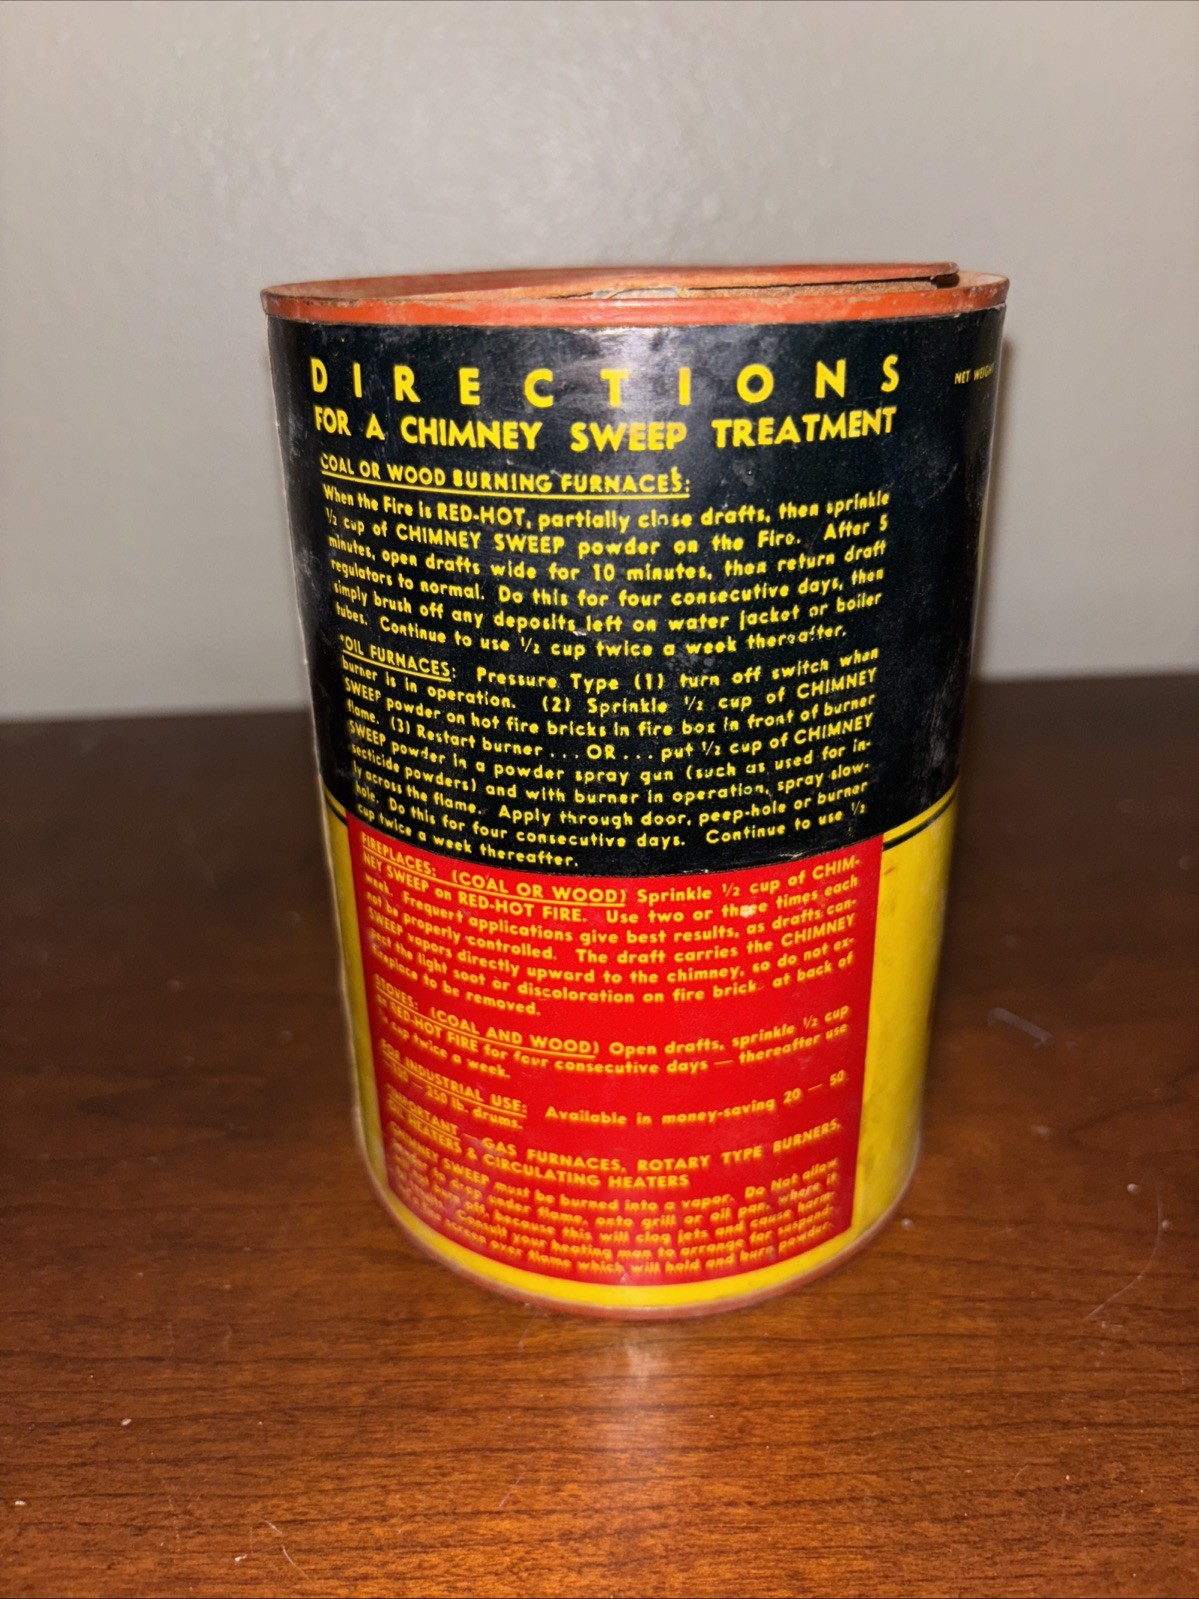 DIRECTIONS
NET WEIGH
FOR A CHIMNEY SWEEP TREATMENT
COAL OR WOOD BURNING FURNACES:
When the Fire is RED-HOT, partially close drafts, then sprinkle
½ cup of CHIMNEY SWEEP powder on the Fire. After 5
minutes, open drafts wide for 10 minutes, then return draft
regulators to normal. Do this for four consecutive days, then
simply brush off any deposits left on water jacket or boiler
tubes. Continue to use ½ cup twice a week thereafter.
*OIL FURNACES: Pressure Type (1) turn off switch when
burner is in operation. (2) Sprinkle ½ cup of CHIMNEY
SWEEP powder on hot fire bricks in fire box in front of burner
flame. (3) Restart burner ... OR ... put ½ cup of CHIMNEY
SWEEP powder in a powder spray gun (such as used for in-
secticide powders) and with burner in operation, spray slow-
ly across the flame. Apply through door, peep-hole or burner
hole. Do this for four consecutive days. Continue to use ½
cup twice a week thereafter.
FIREPLACES: (COAL OR WOOD) Sprinkle ½ cup of CHIM-
NEY SWEEP on RED-HOT FIRE. Use two or three times each
week. Frequent applications give best results, as drafts can-
not be properly controlled. The draft carries the CHIMNEY
SWEEP vapors directly upward to the chimney, so do not ex-
pect the light soot or discoloration on fire brick at back of
fireplace to be removed.
STOVES: (COAL AND WOOD) Open drafts, sprinkle ½ cup
on RED-HOT FIRE for four consecutive days — thereafter use
cup twice a week.
FOR INDUSTRIAL USE: Available in money-saving 20 — 50
— 250 lb. drums.
IMPORTANT GAS FURNACES, ROTARY TYPE BURNERS,
OIL HEATERS & CIRCULATING HEATERS
CHIMNEY SWEEP must be burned into a vapor. Do Not allow
to drop under flame, onto grill or oil pan, where it
burn off, because this will clog jets and cause harm.
Consult your heating man to arrange for suspen-
screen over flame which will hold and burn powder.